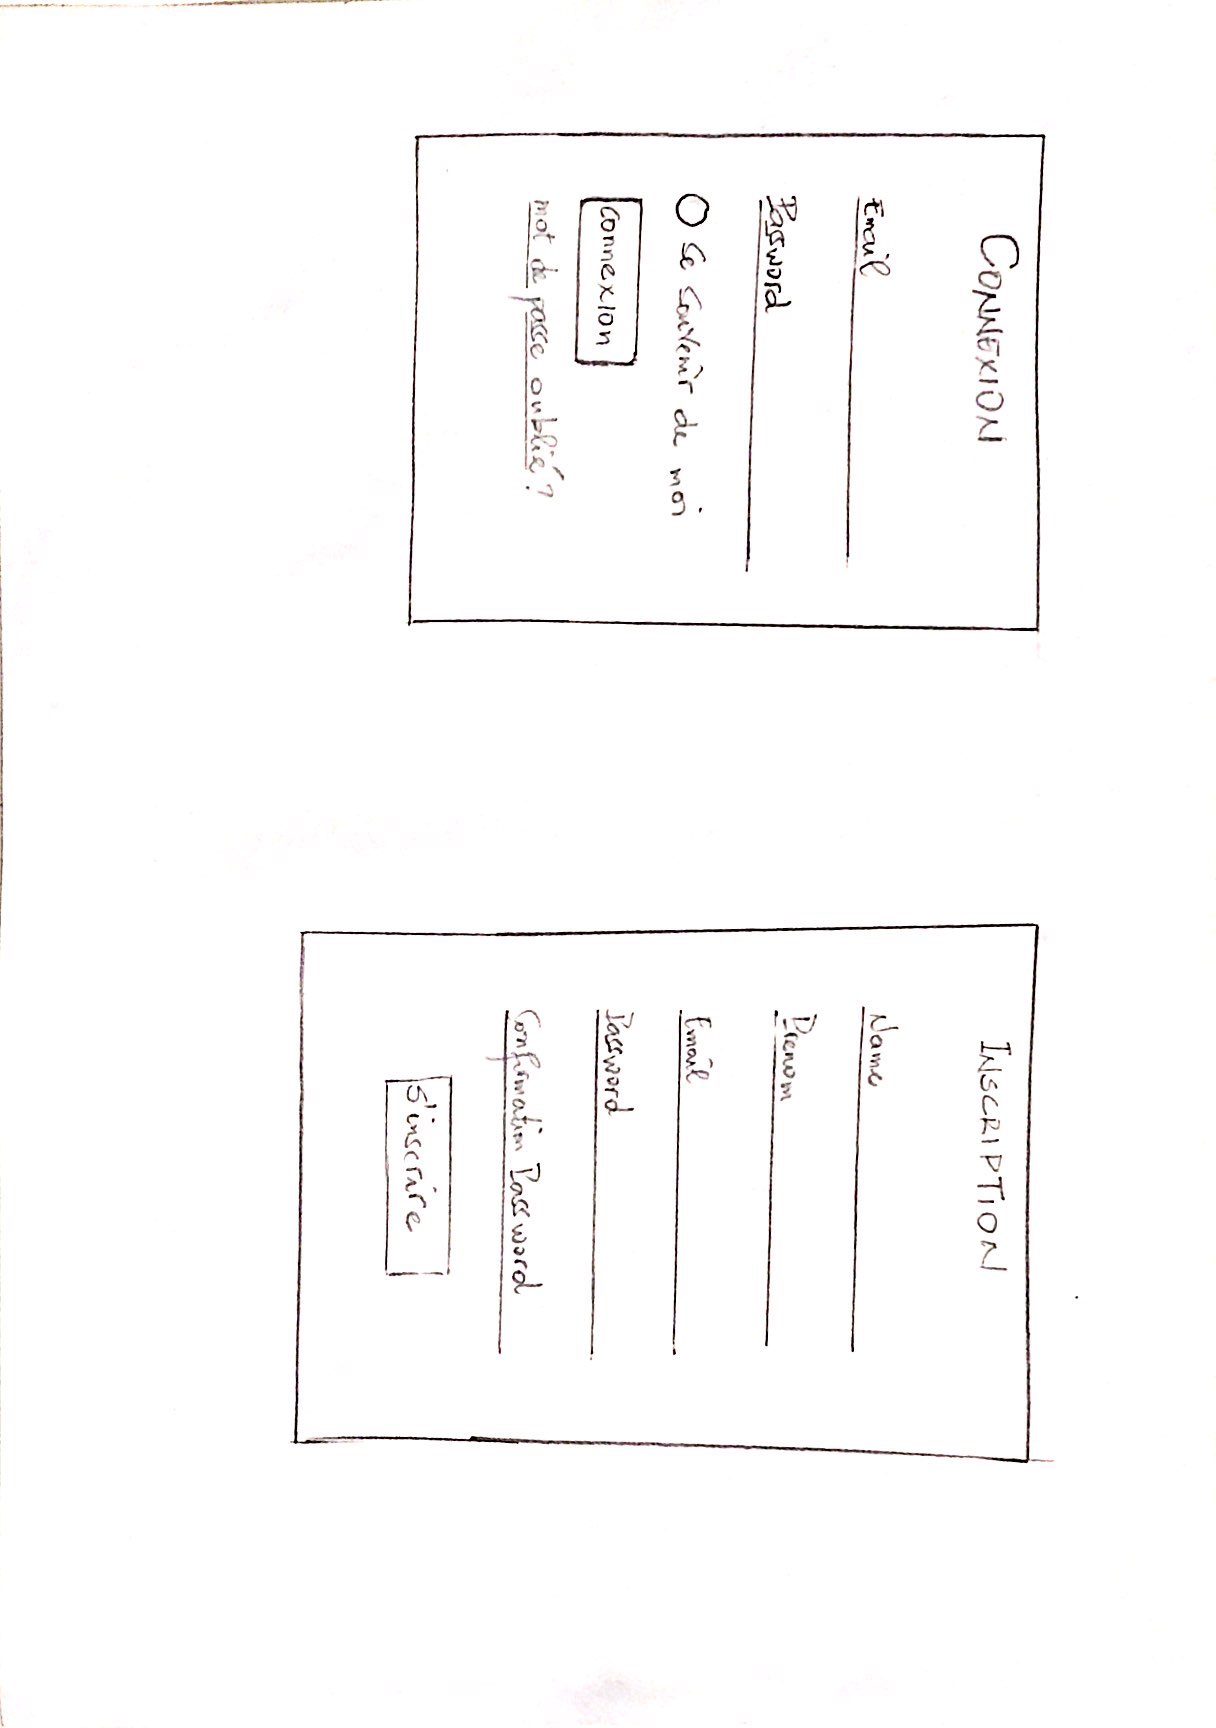 CONNEXION
Email
Password
Se souvenir de moi
Connexion
mot de passe oublié ?
INSCRIPTION
Name
Prenom
Email
Password
Confirmation Password
S'inscrire